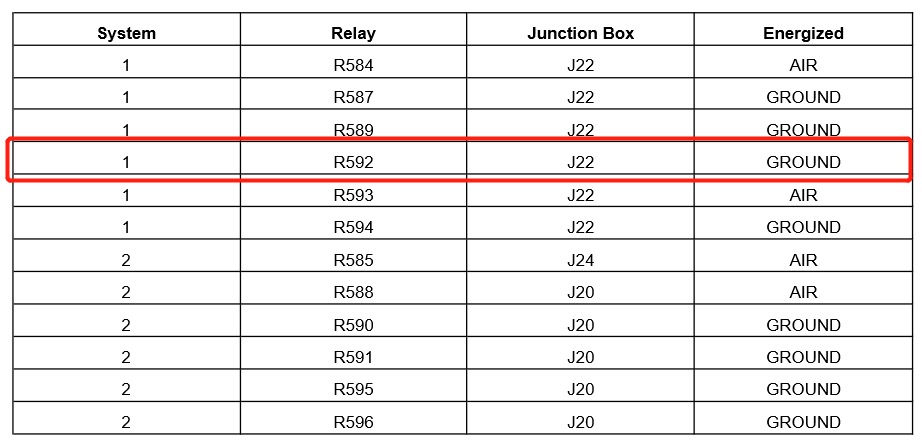 System Relay Junction Box Energized
1 R584 J22 AIR
1 R587 J22 GROUND
1 R589 J22 GROUND
1 R592 J22 GROUND
1 R593 J22 AIR
1 R594 J22 GROUND
2 R585 J24 AIR
2 R588 J20 AIR
2 R590 J20 GROUND
2 R591 J20 GROUND
2 R595 J20 GROUND
2 R596 J20 GROUND